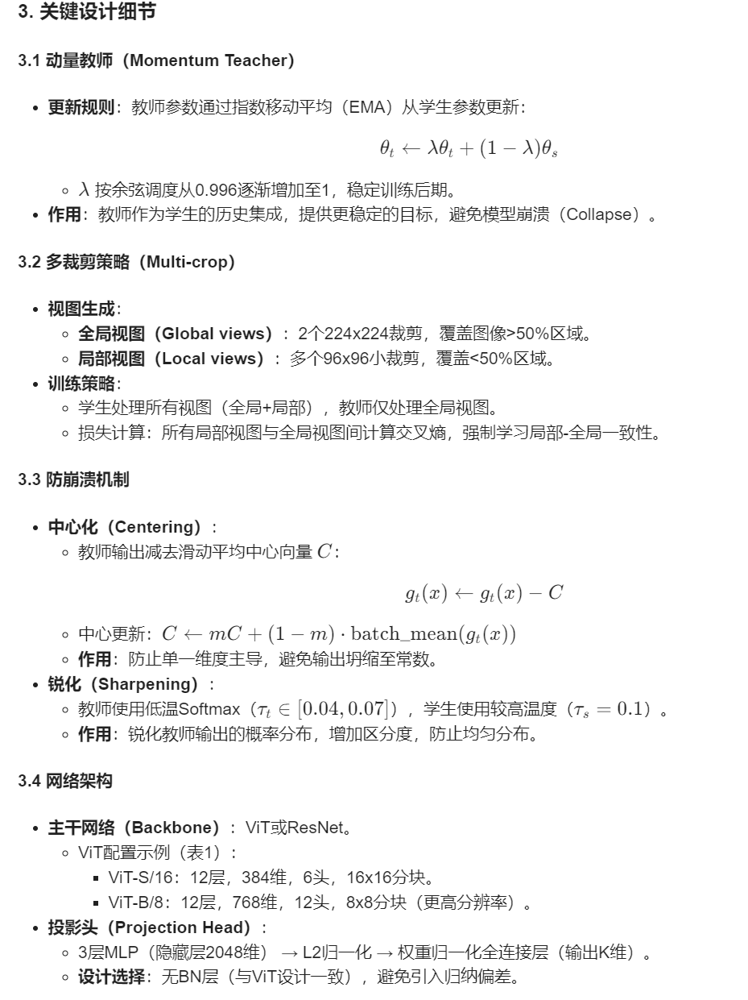 3. 关键设计细节
3.1 动量教师（Momentum Teacher）
• 更新规则：教师参数通过指数移动平均（EMA）从学生参数更新：
θₜ ← λθₜ + (1 − λ)θₛ
◦ λ 按余弦调度从0.996逐渐增加至1，稳定训练后期。
• 作用：教师作为学生的历史集成，提供更稳定的目标，避免模型崩溃（Collapse）。
3.2 多裁剪策略（Multi-crop）
• 视图生成：
◦ 全局视图（Global views）：2个224x224裁剪，覆盖图像>50%区域。
◦ 局部视图（Local views）：多个96x96小裁剪，覆盖<50%区域。
• 训练策略：
◦ 学生处理所有视图（全局+局部），教师仅处理全局视图。
◦ 损失计算：所有局部视图与全局视图间计算交叉熵，强制学习局部-全局一致性。
3.3 防崩溃机制
• 中心化（Centering）：
◦ 教师输出减去滑动平均中心向量 C：
gₜ(x) ← gₜ(x) − C
◦ 中心更新：C ← mC + (1 − m) · batch_mean(gₜ(x))
◦ 作用：防止单一维度主导，避免输出坍缩至常数。
• 锐化（Sharpening）：
◦ 教师使用低温Softmax（τₜ ∈ [0.04, 0.07]），学生使用较高温度（τₛ = 0.1）。
◦ 作用：锐化教师输出的概率分布，增加区分度，防止均匀分布。
3.4 网络架构
• 主干网络（Backbone）：ViT或ResNet。
◦ ViT配置示例（表1）：
▪ ViT-S/16：12层，384维，6头，16x16分块。
▪ ViT-B/8：12层，768维，12头，8x8分块（更高分辨率）。
• 投影头（Projection Head）：
◦ 3层MLP（隐藏层2048维）→ L2归一化 → 权重归一化全连接层（输出K维）。
◦ 设计选择：无BN层（与ViT设计一致），避免引入归纳偏差。